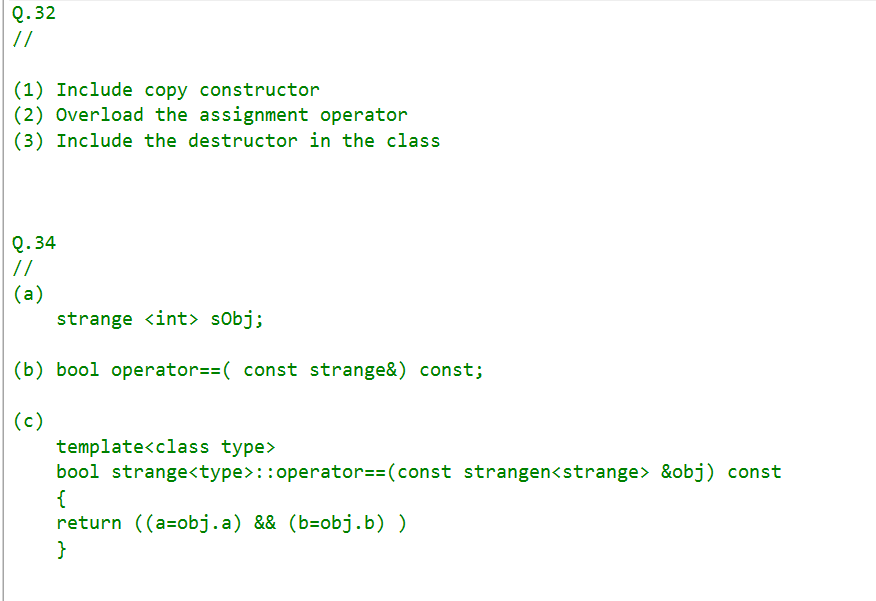 Q.32
//
(1) Include copy constructor
(2) Overload the assignment operator
(3) Include the destructor in the class
Q.34
//
(a)
strange <int> sObj;
(b) bool operator==( const strange&) const;
(c)
template<class type>
bool strange<type>::operator==(const strangen<strange> &obj) const
{
return ((a=obj.a) && (b=obj.b) )
}